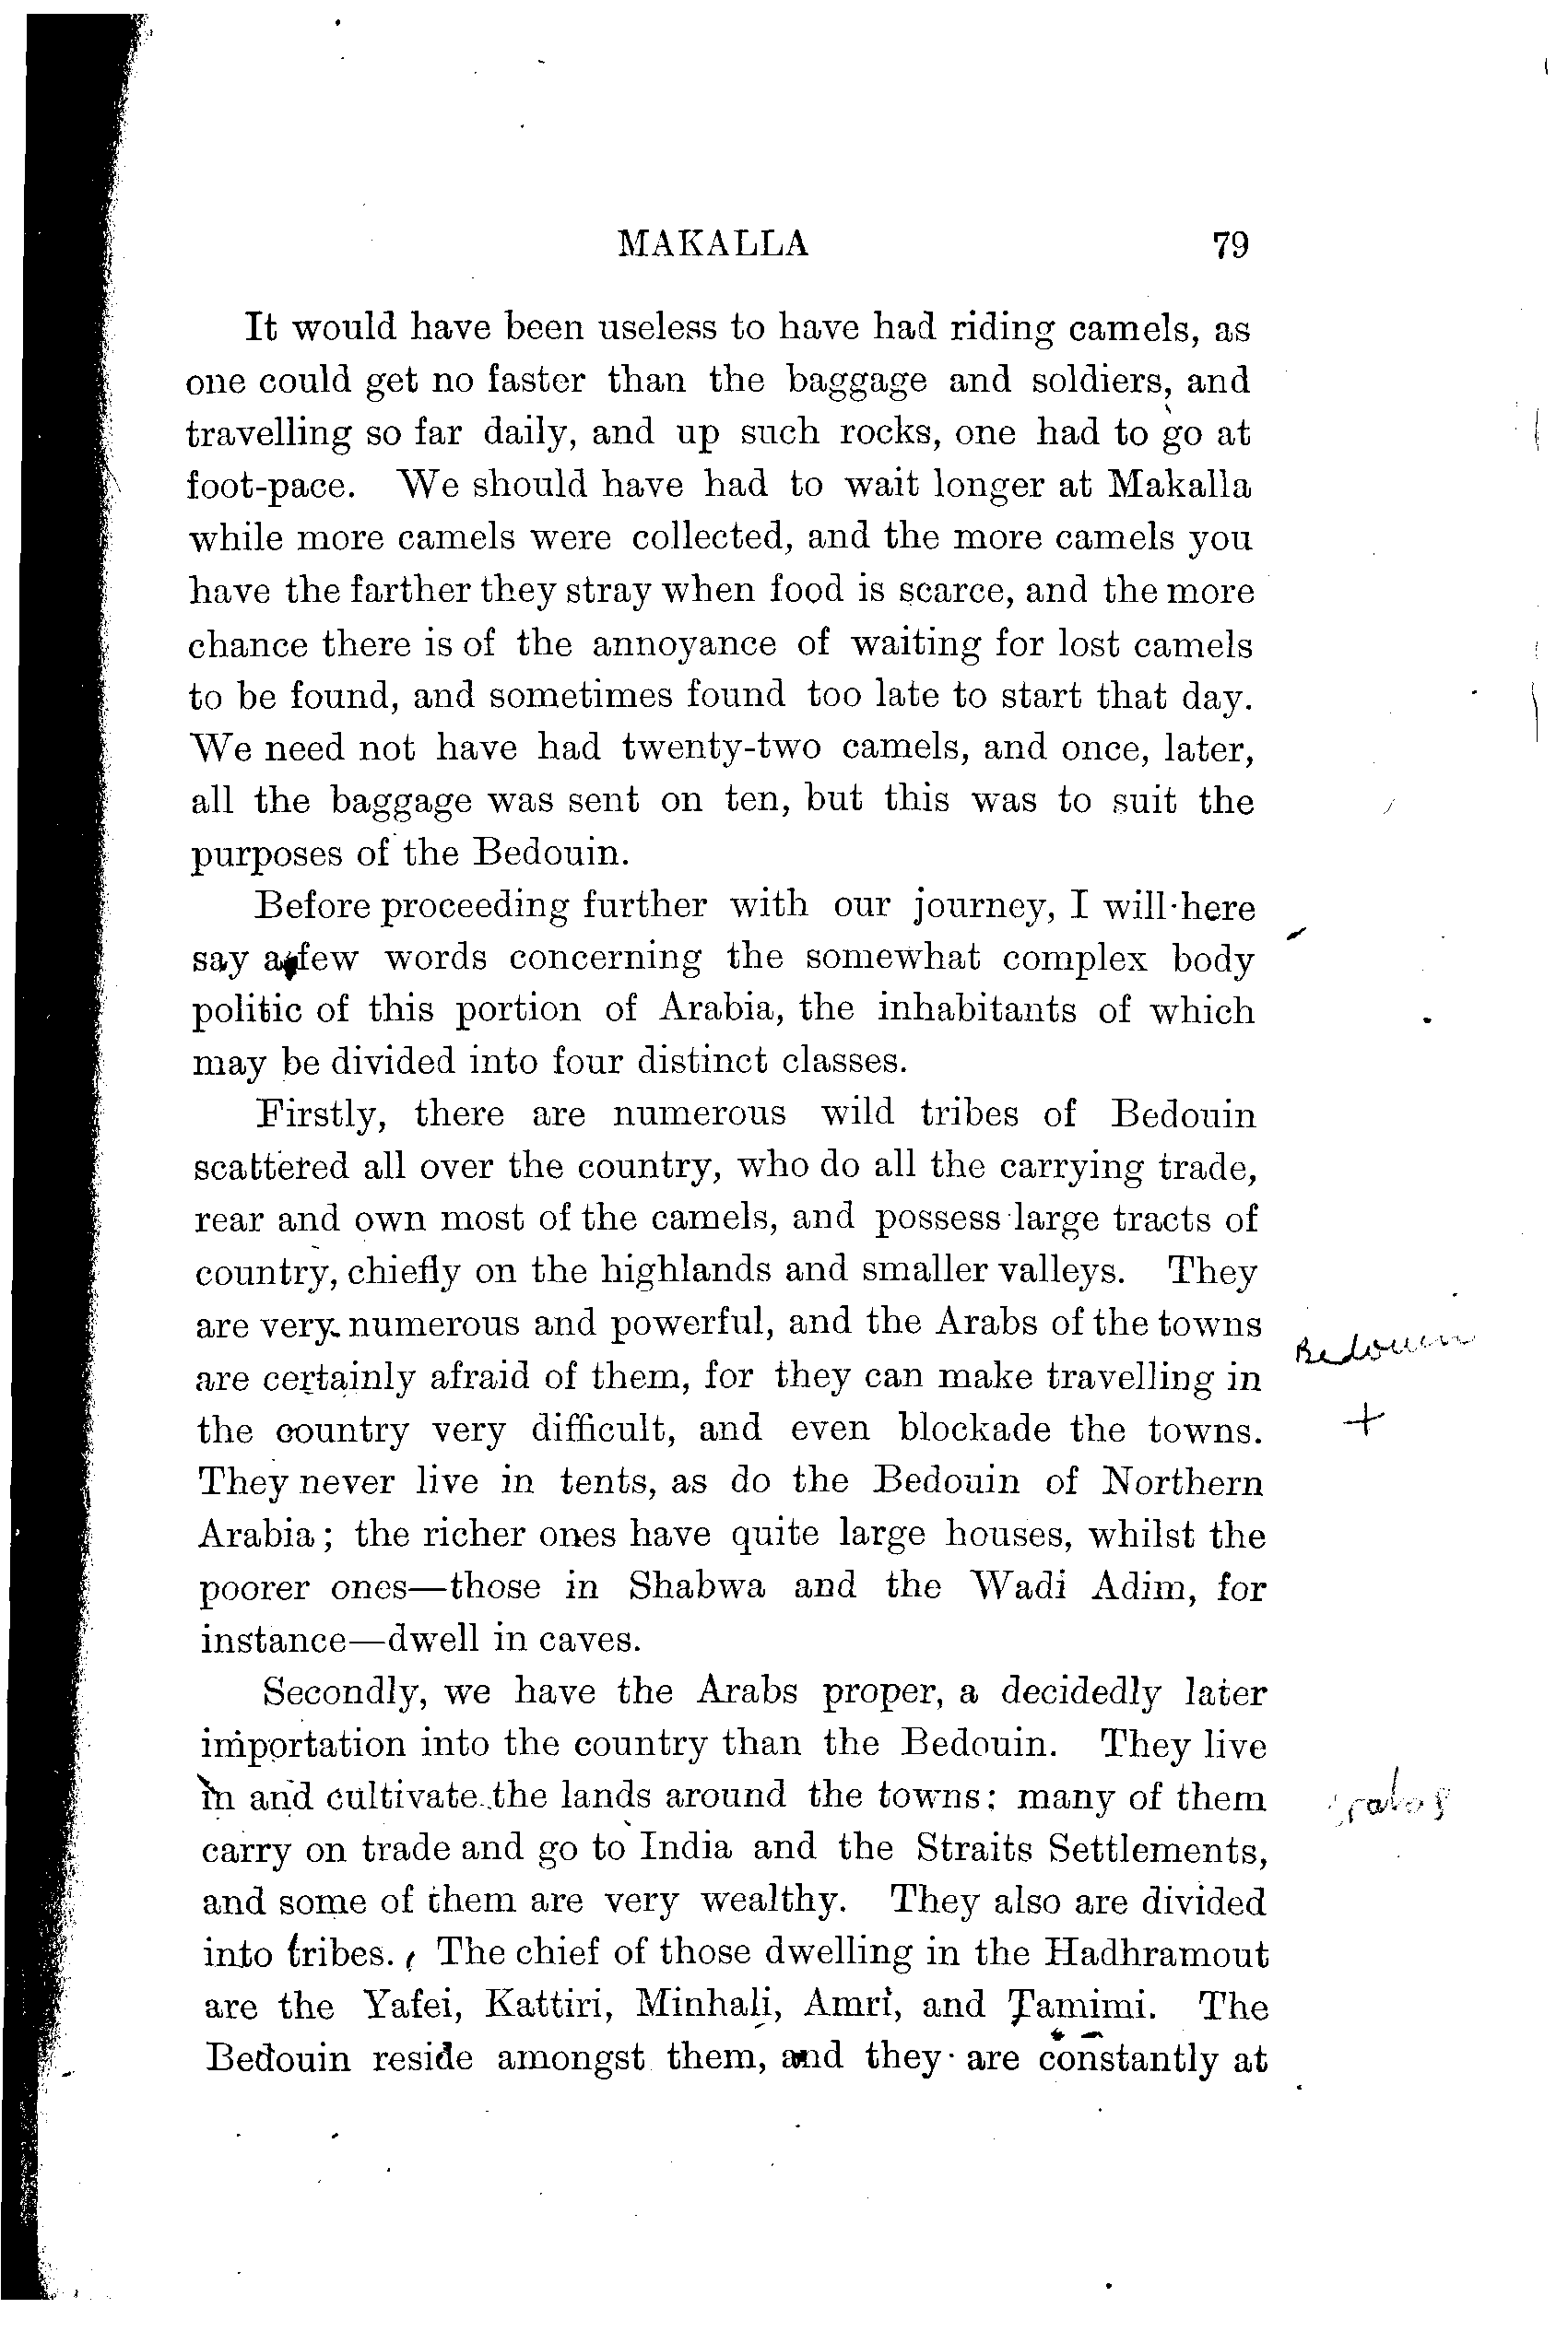 MAKALLA 79
It would have been useless to have had riding camels, as
one could get no faster than the baggage and soldiers, and
travelling so far daily, and up such rocks, one had to go at
foot-pace. We should have had to wait longer at Makalla
while more camels were collected, and the more camels you
have the farther they stray when food is scarce, and the more
chance there is of the annoyance of waiting for lost camels
to be found, and sometimes found too late to start that day.
We need not have had twenty-two camels, and once, later,
all the baggage was sent on ten, but this was to suit the
purposes of the Bedouin.
Before proceeding further with our journey, I will here
say a few words concerning the somewhat complex body
politic of this portion of Arabia, the inhabitants of which
may be divided into four distinct classes.
Firstly, there are numerous wild tribes of Bedouin
scattered all over the country, who do all the carrying trade,
rear and own most of the camels, and possess large tracts of
country, chiefly on the highlands and smaller valleys. They
are very numerous and powerful, and the Arabs of the towns
Bedouin
are certainly afraid of them, for they can make travelling in
the country very difficult, and even blockade the towns.
+
They never live in tents, as do the Bedouin of Northern
Arabia; the richer ones have quite large houses, whilst the
poorer ones—those in Shabwa and the Wadi Adim, for
instance—dwell in caves.
Secondly, we have the Arabs proper, a decidedly later
importation into the country than the Bedouin. They live
in and cultivate the lands around the towns; many of them
carry on trade and go to India and the Straits Settlements,
and some of them are very wealthy. They also are divided
into tribes. The chief of those dwelling in the Hadhramout
are the Yafei, Kattiri, Minhali, Amri, and Tamimi. The
Bedouin reside amongst them, and they are constantly at